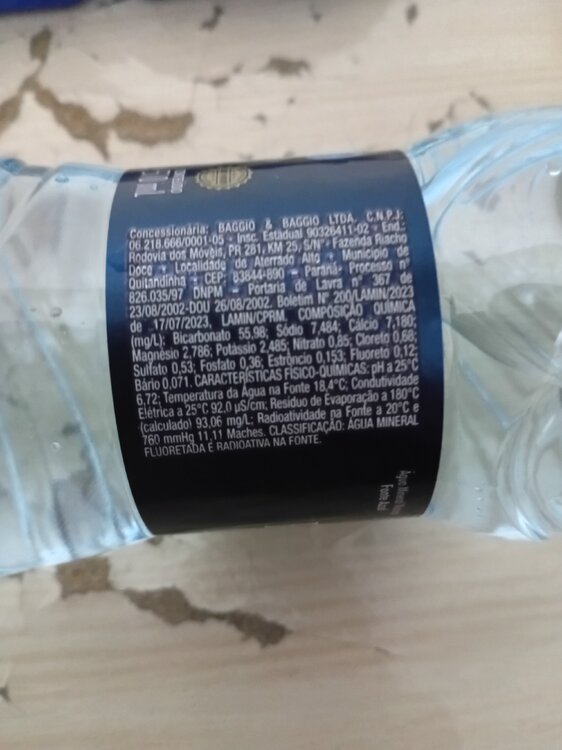 Concessionária: BAGGIO & BAGGIO LTDA. C.N.P.J:
06.218.666/0001-05 - Insc. Estadual 90326411-02 - End.:
Rodovia dos Móveis, PR 281, KM 25, S/Nº - Fazenda Riacho
Doce - Localidade do Aterrado Alto - Município de
Quitandinha - CEP: 83844-890 - Paraná- Processo nº
826.035/97 DNPM - Portaria de Lavra nº 367 de
23/08/2002-DOU 26/08/2002. Boletim Nº 200/LAMIN/2023
de 17/07/2023, LAMIN/CPRM. COMPOSIÇÃO QUÍMICA
(mg/L): Bicarbonato 55,98; Sódio 7,484; Cálcio 7,180;
Magnésio 2,786; Potássio 2,485; Nitrato 0,85; Cloreto 0,68;
Sulfato 0,53; Fosfato 0,36; Estrôncio 0,153; Fluoreto 0,12;
Bário 0,071. CARACTERÍSTICAS FÍSICO-QUÍMICAS: pH a 25°C
6,72; Temperatura da Água na Fonte 18,4°C; Condutividade
Elétrica a 25°C 92,0 µS/cm; Resíduo de Evaporação a 180°C
(calculado) 93,06 mg/L; Radioatividade na Fonte a 20°C e
760 mmHg 11,11 Maches. CLASSIFICAÇÃO: ÁGUA MINERAL
FLUORETADA E RADIOATIVA NA FONTE.
Água Mineral
Fonte